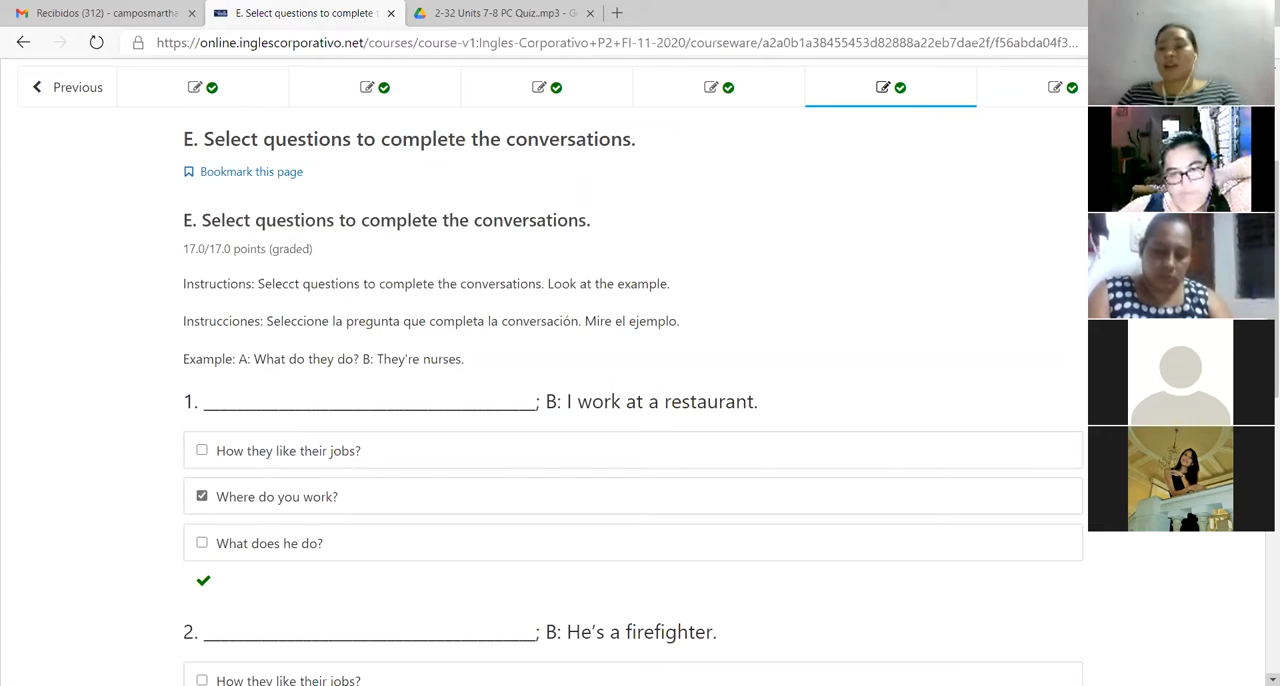 Recibidos (312) - camposmartha
E. Select questions to complete t
2-32 Units 7-8 PC Quiz..mp3 - G
https://online.inglescorporativo.net/courses/course-v1:Ingles-Corporativo+P2+FI-11-2020/courseware/a2a0b1a38455453d82888a22eb7dae2f/f56abda04f3...
Previous
E. Select questions to complete the conversations.
Bookmark this page
E. Select questions to complete the conversations.
17.0/17.0 points (graded)
Instructions: Selecct questions to complete the conversations. Look at the example.
Instrucciones: Seleccione la pregunta que completa la conversación. Mire el ejemplo.
Example: A: What do they do? B: They're nurses.
1. ________________________________; B: I work at a restaurant.
How they like their jobs?
Where do you work?
What does he do?
2. ________________________________; B: He's a firefighter.
How they like their jobs?